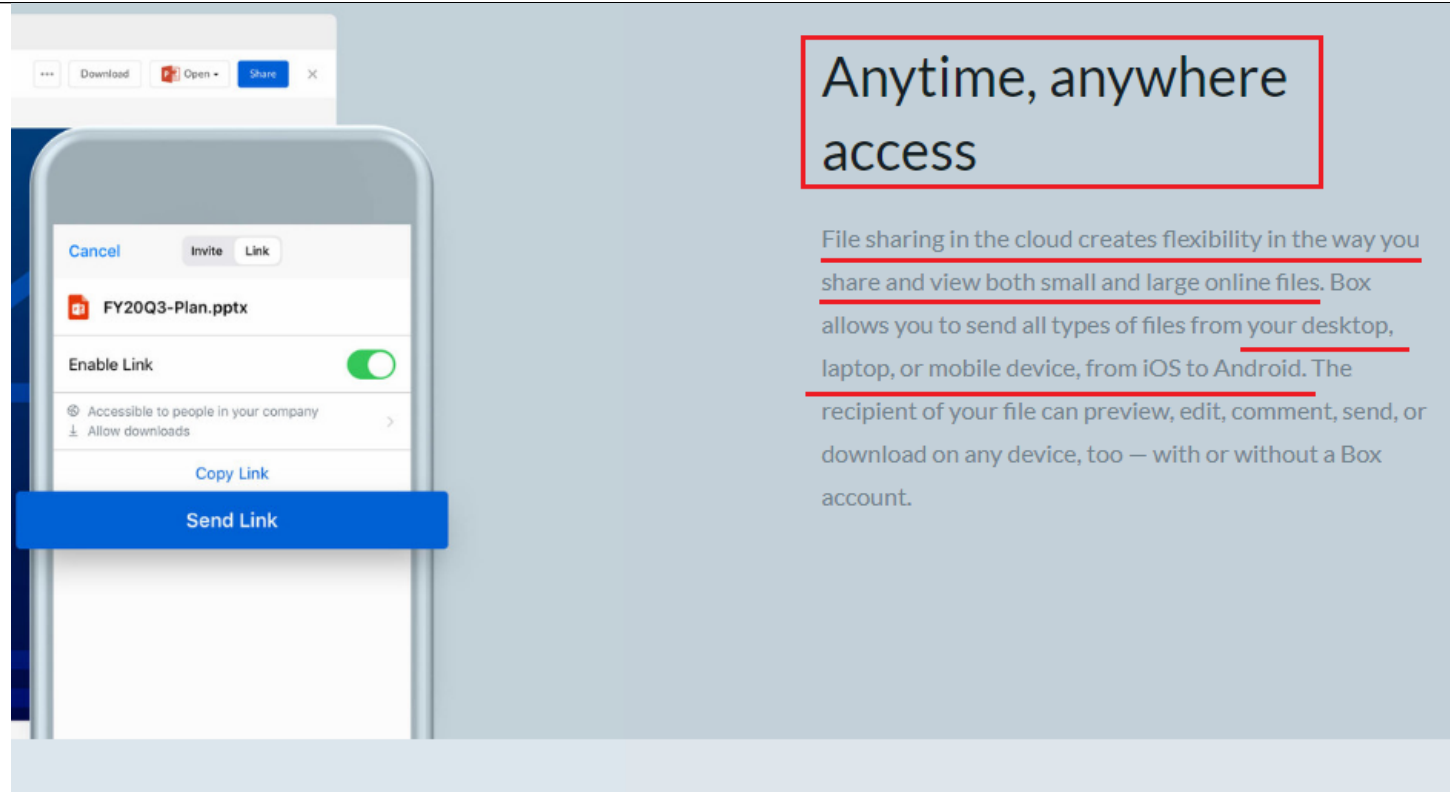 Download
Open
Share
Cancel
Invite
Link
FY20Q3-Plan.pptx
Enable Link
Accessible to people in your company
Allow downloads
Copy Link
Send Link
Anytime, anywhere
access
File sharing in the cloud creates flexibility in the way you
share and view both small and large online files. Box
allows you to send all types of files from your desktop,
laptop, or mobile device, from iOS to Android. The
recipient of your file can preview, edit, comment, send, or
download on any device, too — with or without a Box
account.